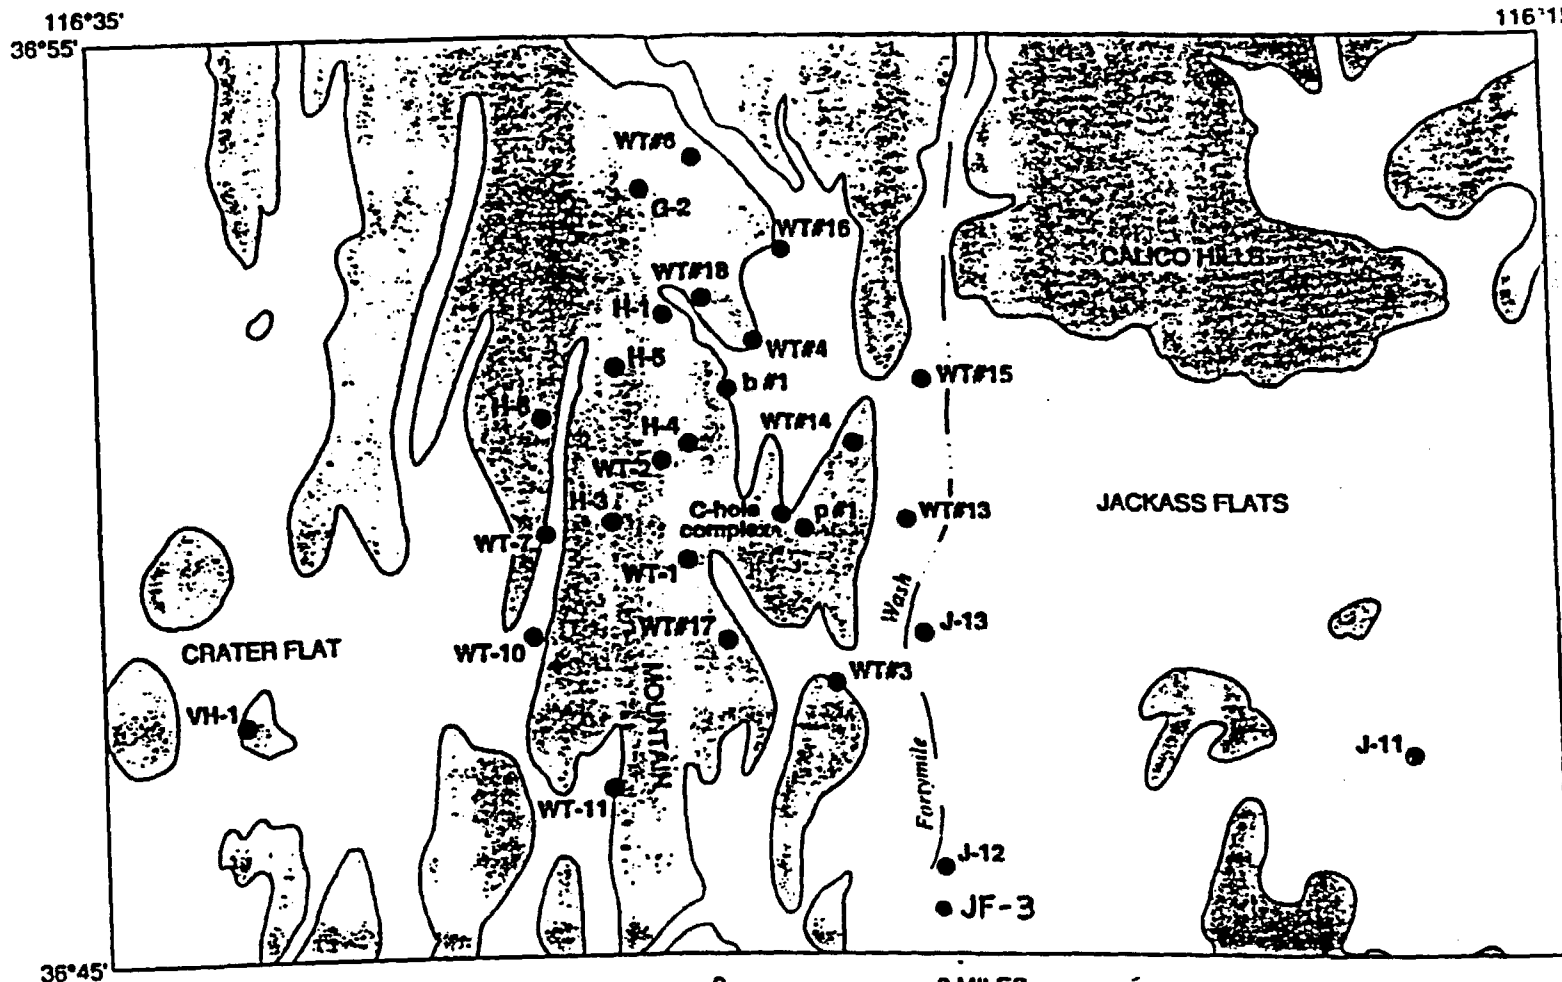 116°35'
36°55'
WT#6
G-2
WT#16
WT#18
CALICO HILLS
H-1
WT#4
H-5
WT#15
b #1
H-4
WT#14
WT-2
H-3
C-hole
complex
p #1
WT#13
JACKASS FLATS
WT-7
WT-1
Wash
J-13
WT#17
CRATER FLAT
WT-10
WT#3
MOUNTAIN
VH-1
J-11
Fortymile
WT-11
J-12
JF-3
36°45'